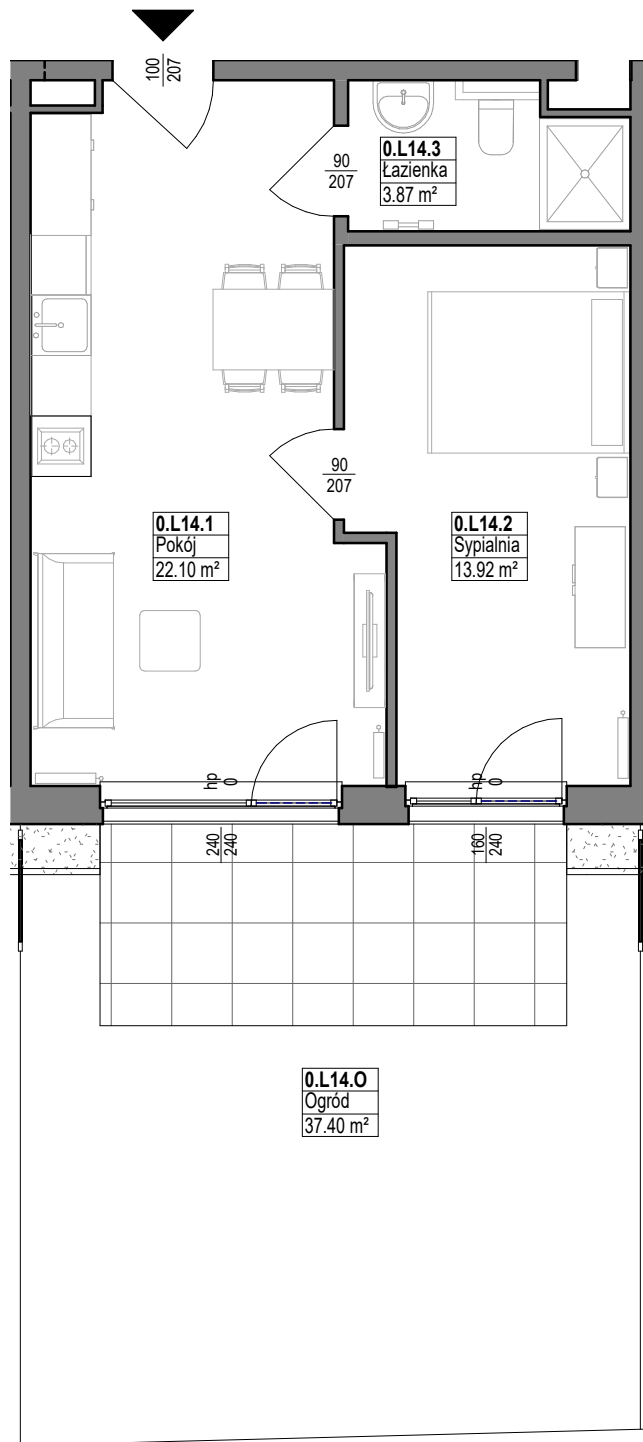 100
207
90
207
0.L14.3
Łazienka
3.87 m²
90
207
0.L14.1
Pokój
22.10 m²
0.L14.2
Sypialnia
13.92 m²
hp
0
hp
0
240
240
160
240
0.L14.O
Ogród
37.40 m²